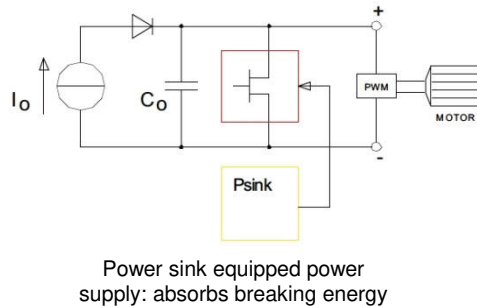 +
Io
Co
PWM
MOTOR
-
Psink
Power sink equipped power
supply: absorbs breaking energy